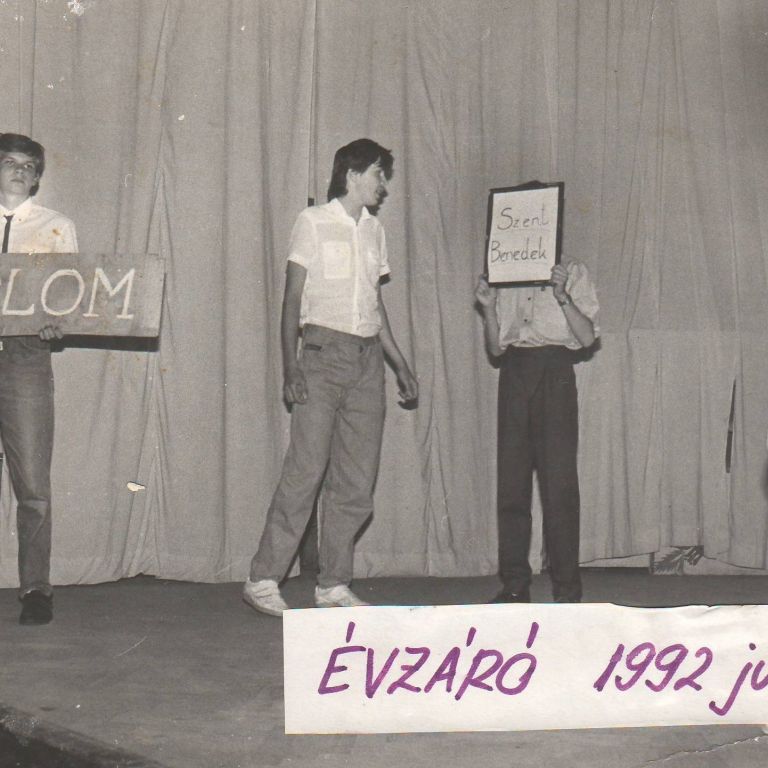 LOM
Szent
Benedek
ÉVZÁRÓ 1992 jú